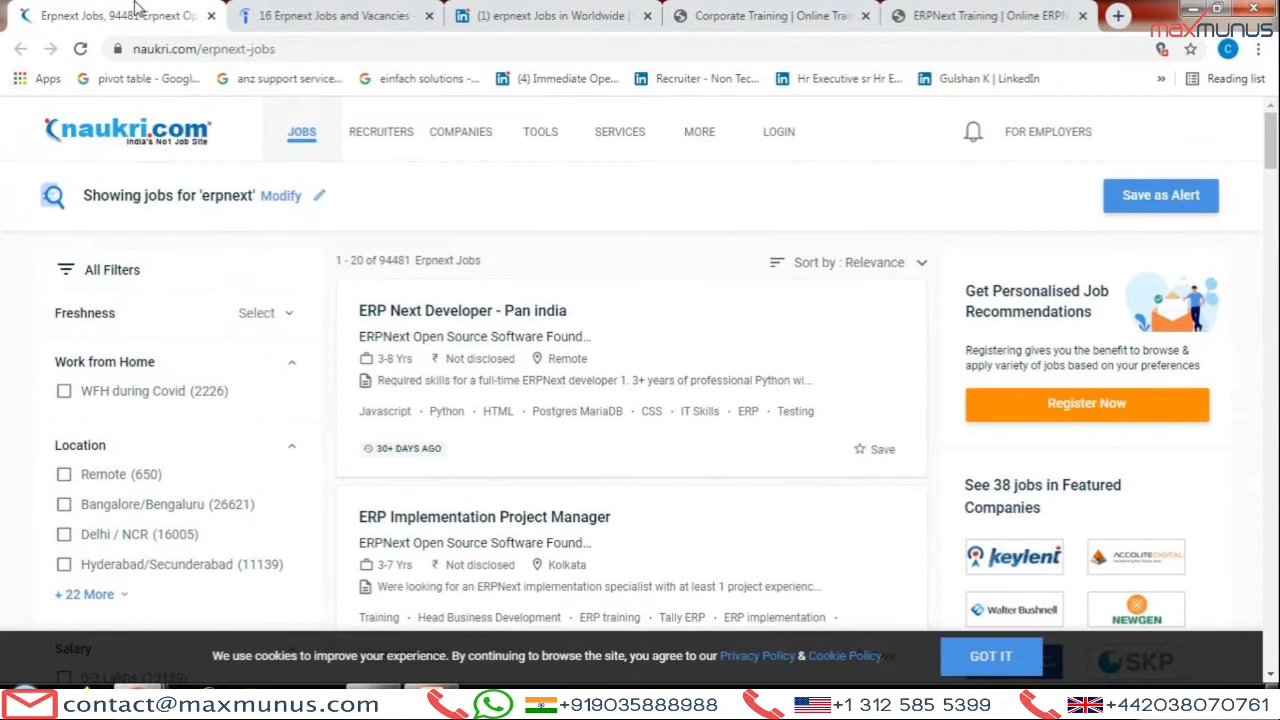 Erpnext Jobs, 94481 Erpnext Op
16 Erpnext Jobs and Vacancies -
(1) erpnext Jobs in Worldwide |
Corporate Training | Online Trai
ERPNext Training | Online ERPN
maxmunus
naukri.com/erpnext-jobs
C
Apps
pivot table - Googl...
anz support service...
einfach solutions -...
(4) Immediate Ope...
Recruiter - Non Tec...
Hr Executive sr Hr E...
Gulshan K | LinkedIn
»
Reading list
naukri.com
India's No1 Job Site
JOBS
RECRUITERS
COMPANIES
TOOLS
SERVICES
MORE
LOGIN
FOR EMPLOYERS
Showing jobs for 'erpnext' Modify
Save as Alert
All Filters
Freshness
Select
Work from Home
WFH during Covid (2226)
Location
Remote (650)
Bangalore/Bengaluru (26621)
Delhi / NCR (16005)
Hyderabad/Secunderabad (11139)
+ 22 More
Salary
0-3 Lakhs (13189)
1 - 20 of 94481 Erpnext Jobs
Sort by : Relevance
ERP Next Developer - Pan india
ERPNext Open Source Software Found...
3-8 Yrs ₹ Not disclosed Remote
Required skills for a full-time ERPNext developer 1. 3+ years of professional Python wi...
Javascript · Python · HTML · Postgres MariaDB · CSS · IT Skills · ERP · Testing
30+ DAYS AGO
Save
ERP Implementation Project Manager
ERPNext Open Source Software Found...
3-7 Yrs ₹ Not disclosed Kolkata
Were looking for an ERPNext implementation specialist with at least 1 project experienc...
Training · Head Business Development · ERP training · Tally ERP · ERP implementation ·
Get Personalised Job
Recommendations
Registering gives you the benefit to browse &
apply variety of jobs based on your preferences
Register Now
See 38 jobs in Featured
Companies
keylent
ACCOLITE DIGITAL
Walter Bushnell
NEWGEN
SKP
We use cookies to improve your experience. By continuing to browse the site, you agree to our Privacy Policy & Cookie Policy.
GOT IT
contact@maxmunus.com
+919035888988
+1 312 585 5399
+442038070761